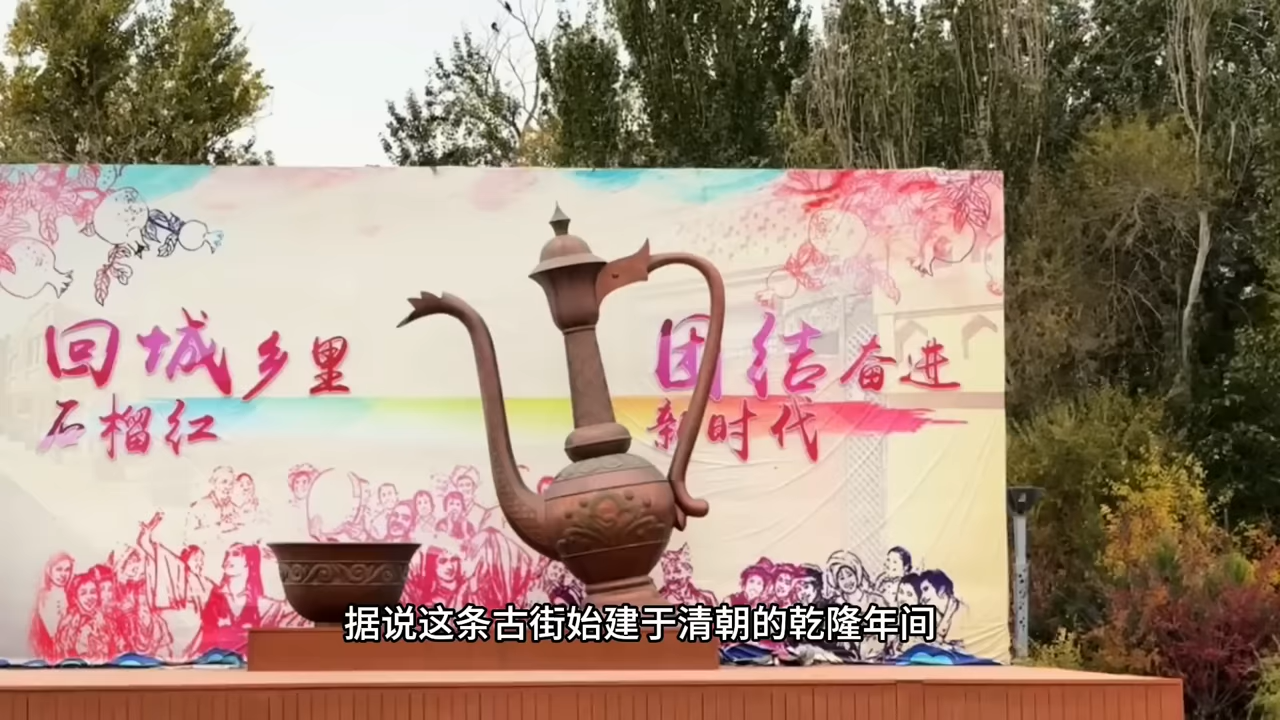 回城乡里
石榴红
团结奋进
新时代
据说这条古街始建于清朝的乾隆年间